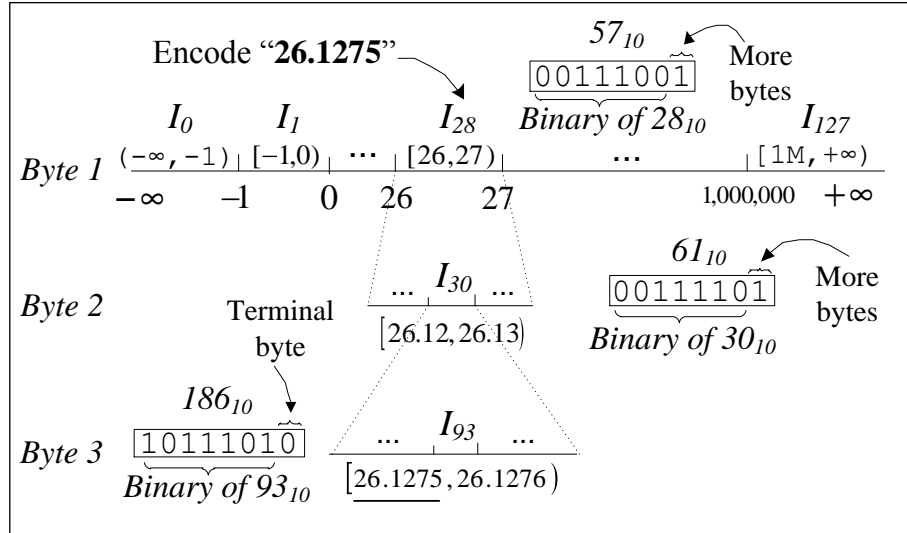 Encode “26.1275”
57₁₀
More bytes
00111001
Binary of 28₁₀
I₀ I₁ I₂₈ I₁₂₇
Byte 1 (-∞, -1) [-1,0) ... [26,27) ... [1M, +∞)
-∞ -1 0 26 27 1,000,000 +∞
61₁₀
More bytes
00111101
Binary of 30₁₀
Byte 2 ... I₃₀ ...
[26.12, 26.13)
Terminal byte
186₁₀
10111010
Binary of 93₁₀
Byte 3 ... I₉₃ ...
[26.1275, 26.1276)